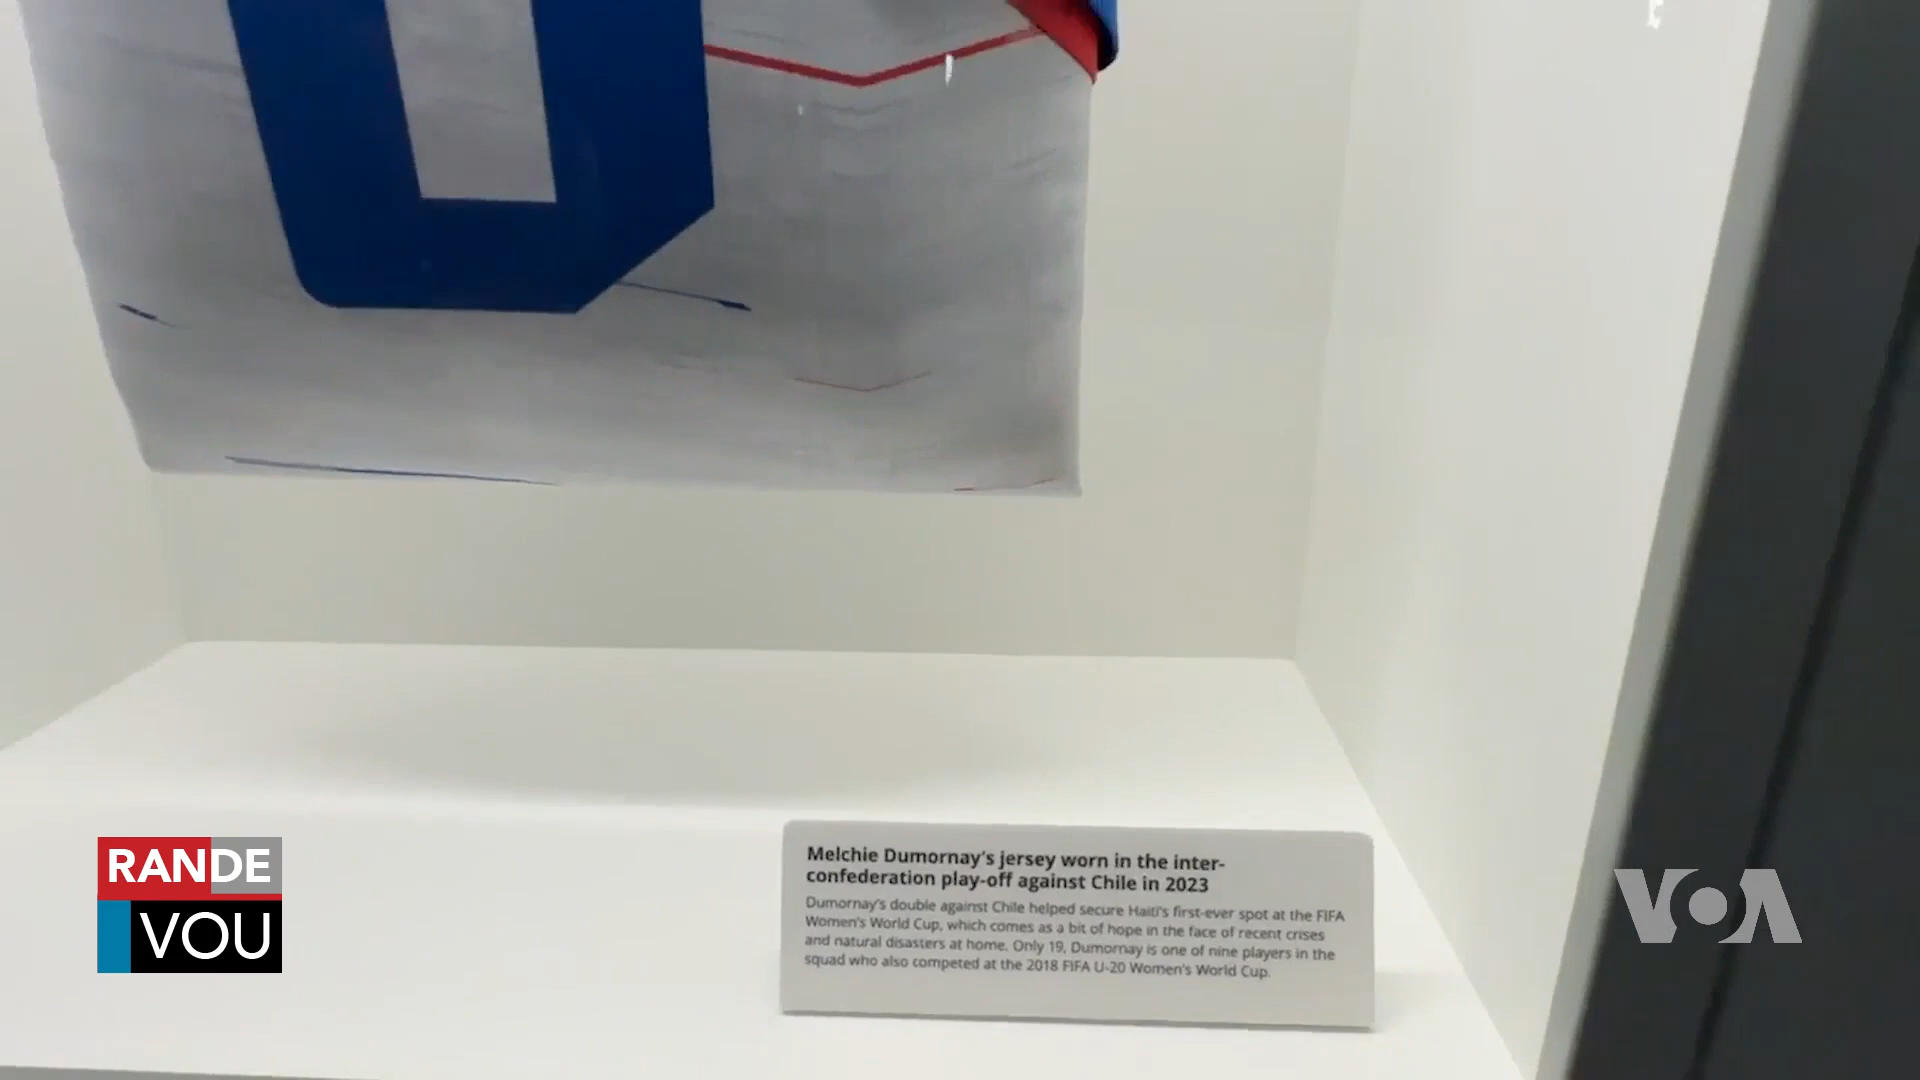 Melchie Dumornay's jersey worn in the inter-
confederation play-off against Chile in 2023
Dumornay's double against Chile helped secure Haiti's first-ever spot at the FIFA
Women's World Cup, which comes as a bit of hope in the face of recent crises
and natural disasters at home. Only 19, Dumornay is one of nine players in the
squad who also competed at the 2018 FIFA U-20 Women's World Cup.
RANDE
VOU
VOA